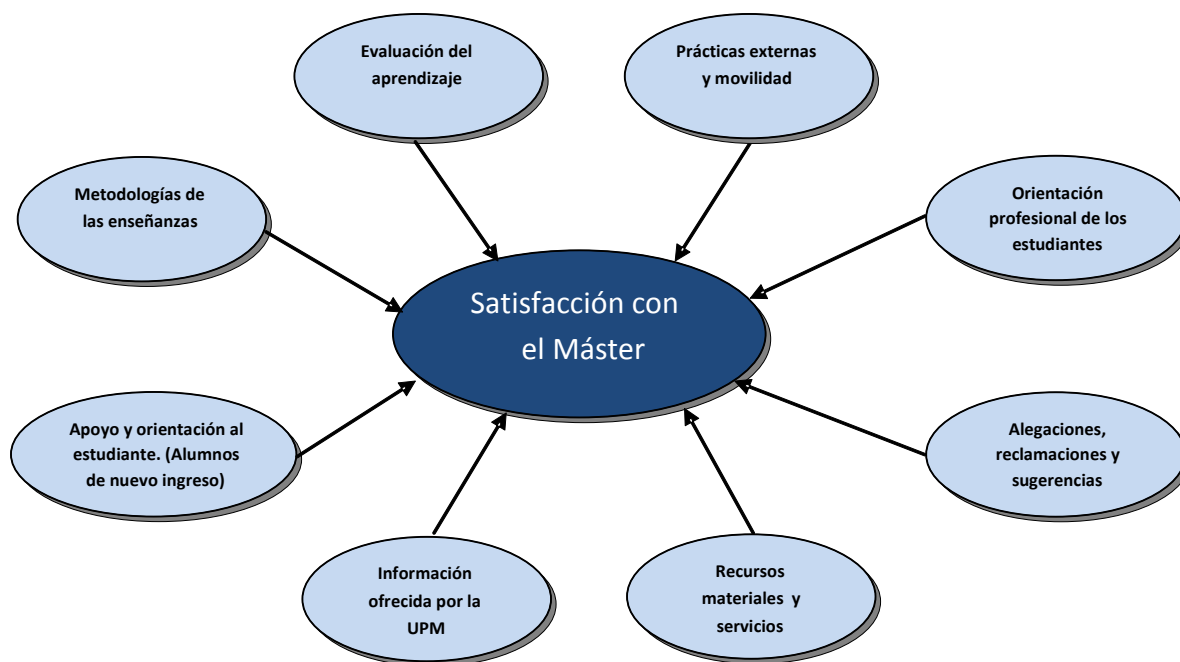 Evaluación del
aprendizaje
Prácticas externas
y movilidad
Metodologías de
las enseñanzas
Orientación
profesional de los
estudiantes
Satisfacción con
el Máster
Apoyo y orientación al
estudiante. (Alumnos
de nuevo ingreso)
Alegaciones,
reclamaciones y
sugerencias
Información
ofrecida por la
UPM
Recursos
materiales y
servicios